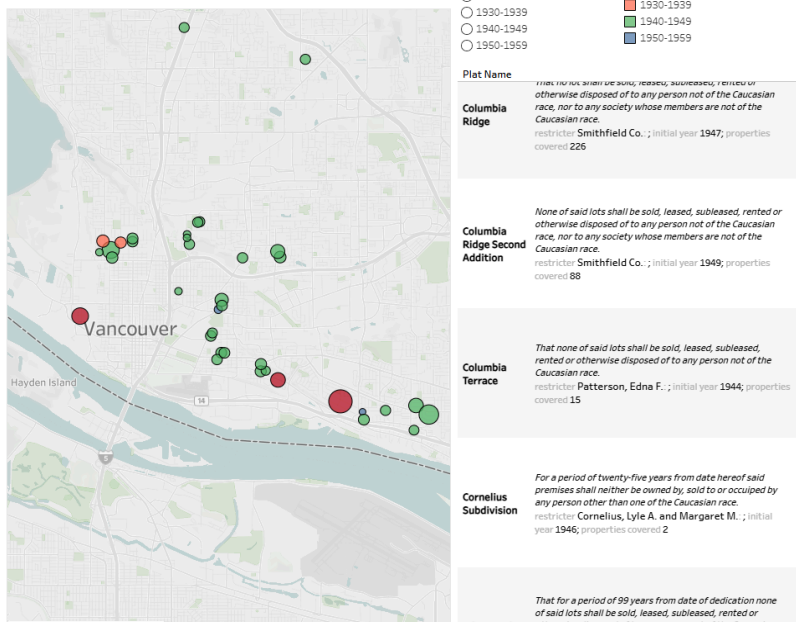 1930-1939
1940-1949
1950-1959
1930-1939
1940-1949
1950-1959
Plat Name
Vancouver
Hayden Island
14
5
Columbia
Ridge
That no lot shall be sold, leased, subleased, rented or
otherwise disposed of to any person not of the Caucasian
race, nor to any society whose members are not of the
Caucasian race.
restricter Smithfield Co. : ; initial year 1947; properties
covered 226
Columbia
Ridge Second
Addition
None of said lots shall be sold, leased, subleased, rented or
otherwise disposed of to any person not of the Caucasian
race, nor to any society whose members are not of the
Caucasian race.
restricter Smithfield Co. : ; initial year 1949; properties
covered 88
Columbia
Terrace
That none of said lots shall be sold, leased, subleased,
rented or otherwise disposed of to any person not of the
Caucasian race.
restricter Patterson, Edna F. : ; initial year 1944; properties
covered 15
Cornelius
Subdivision
For a period of twenty-five years from date hereof said
premises shall neither be owned by, sold to or occuiped by
any person other than one of the Caucasian race.
restricter Cornelius, Lyle A. and Margaret M. : ; initial
year 1946; properties covered 2
That for a period of 99 years from date of dedication none
of said lots shall be sold, leased, subleased, rented or